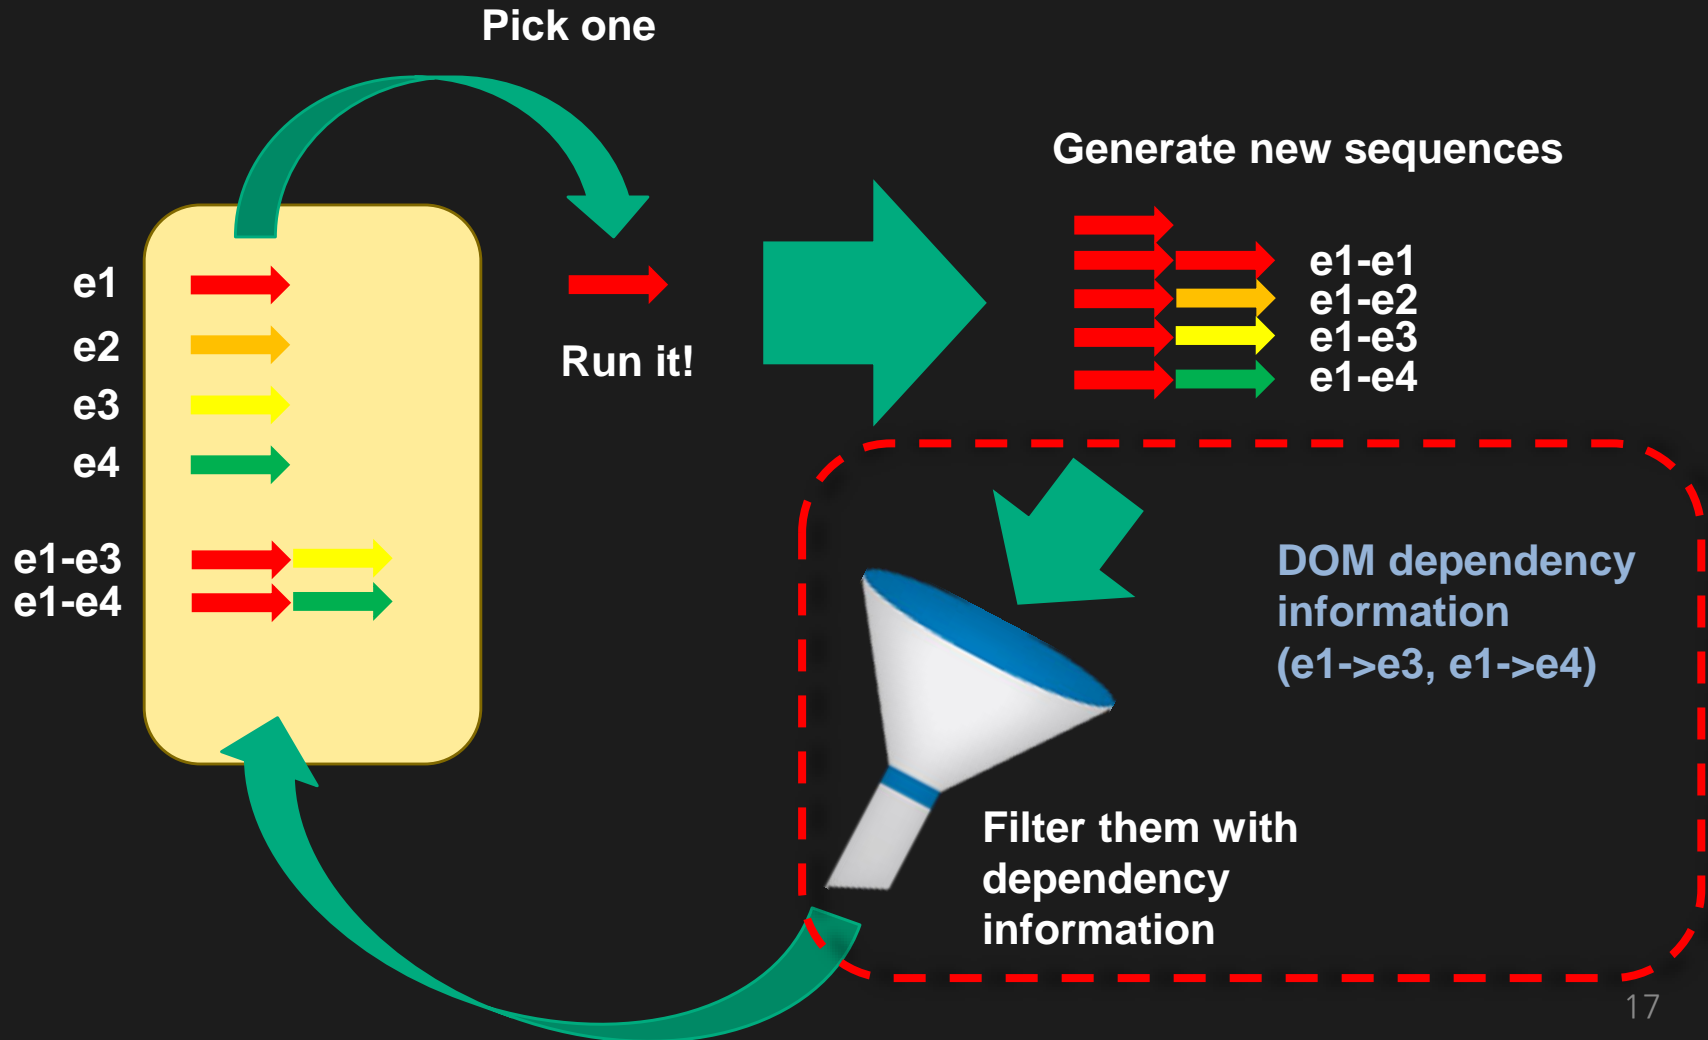 Pick one
e1
e2
e3
e4
e1-e3
e1-e4
Run it!
Generate new sequences
e1-e1
e1-e2
e1-e3
e1-e4
DOM dependency
information
(e1->e3, e1->e4)
Filter them with
dependency
information
17